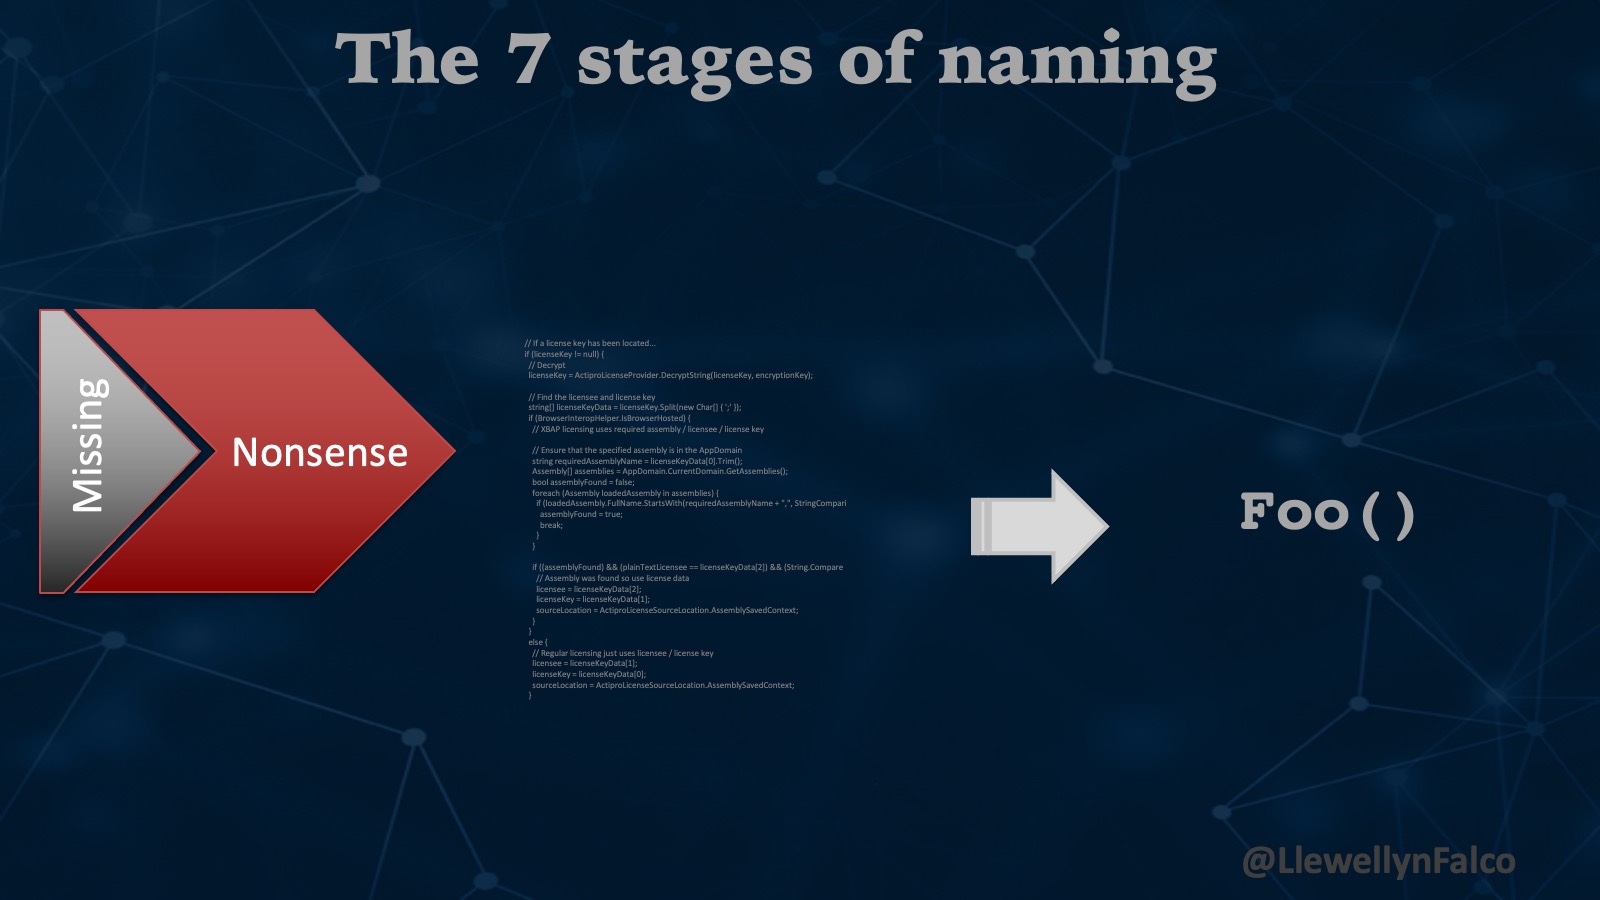 The 7 stages of naming
Missing
Nonsense
// If a license key has been located...
if (licenseKey != null) {
// Decrypt
licenseKey = ActiproLicenseProvider.DecryptString(licenseKey, encryptionKey);
// Find the licensee and license key
string[] licenseKeyData = licenseKey.Split(new Char[] { ';' });
if (BrowserInteropHelper.IsBrowserHosted) {
// XBAP licensing uses required assembly / licensee / license key
// Ensure that the specified assembly is in the AppDomain
string requiredAssemblyName = licenseKeyData[0].Trim();
Assembly[] assemblies = AppDomain.CurrentDomain.GetAssemblies();
bool assemblyFound = false;
foreach (Assembly loadedAssembly in assemblies) {
if (loadedAssembly.FullName.StartsWith(requiredAssemblyName + ",", StringCompari
assemblyFound = true;
break;
}
}
if ((assemblyFound) && (plainTextLicensee == licenseKeyData[2]) && (String.Compare
// Assembly was found so use license data
licensee = licenseKeyData[2];
licenseKey = licenseKeyData[1];
sourceLocation = ActiproLicenseSourceLocation.AssemblySavedContext;
}
}
else {
// Regular licensing just uses licensee / license key
licensee = licenseKeyData[1];
licenseKey = licenseKeyData[0];
sourceLocation = ActiproLicenseSourceLocation.AssemblySavedContext;
}
Foo()
@LlewellynFalco